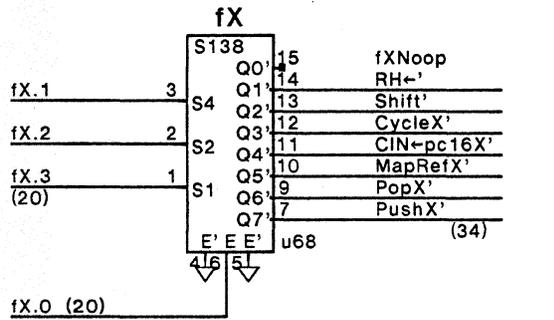 fX
S138
15 fXNoop
Q0'
14 RH←'
Q1'
fX.1 3 S4
13 Shift'
Q2'
12 CycleX'
Q3'
fX.2 2 S2
11 CIN←pc16X'
Q4'
10 MapRefX'
Q5'
fX.3 1 S1
(20)
9 PopX'
Q6'
7 PushX'
Q7'
(34)
E' E E' u68
4 6 5
fX.0 (20)